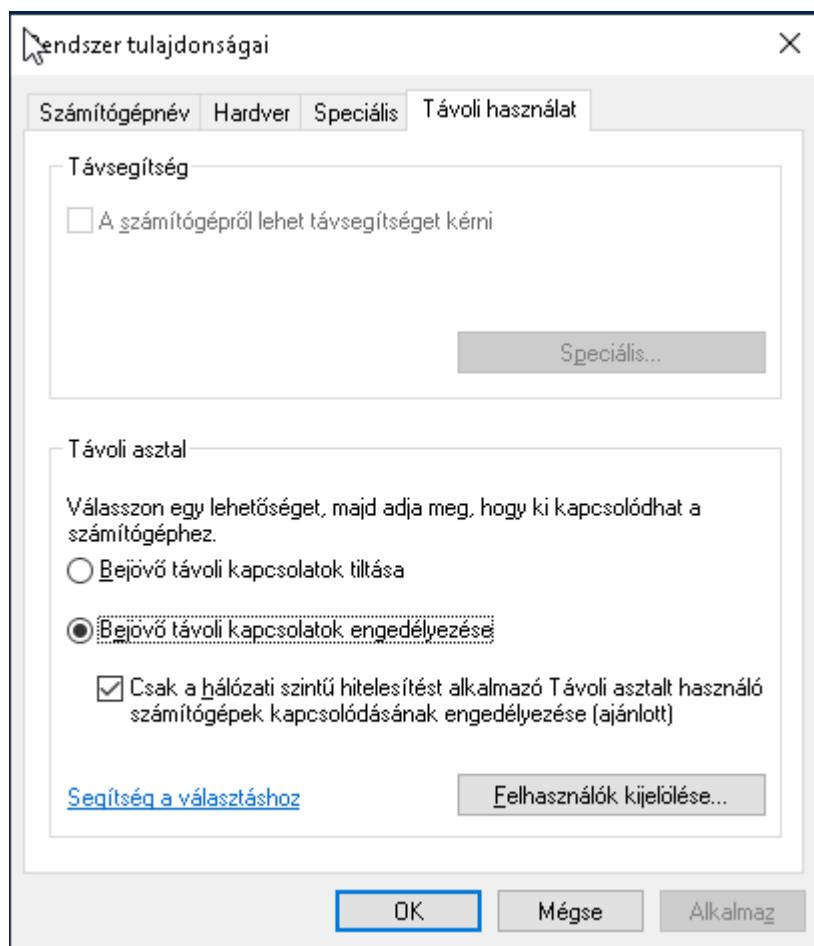 Rendszer tulajdonságai
Számítógépnév Hardver Speciális Távoli használat
Távsegítség
A számítógépről lehet távsegítséget kérni
Speciális...
Távoli asztal
Válasszon egy lehetőséget, majd adja meg, hogy ki kapcsolódhat a
számítógéphez.
Bejövő távoli kapcsolatok tiltása
Bejövő távoli kapcsolatok engedélyezése
Csak a hálózati szintű hitelesítést alkalmazó Távoli asztalt használó
számítógépek kapcsolódásának engedélyezése (ajánlott)
Segítség a választáshoz
Felhasználók kijelölése...
OK Mégse Alkalmaz